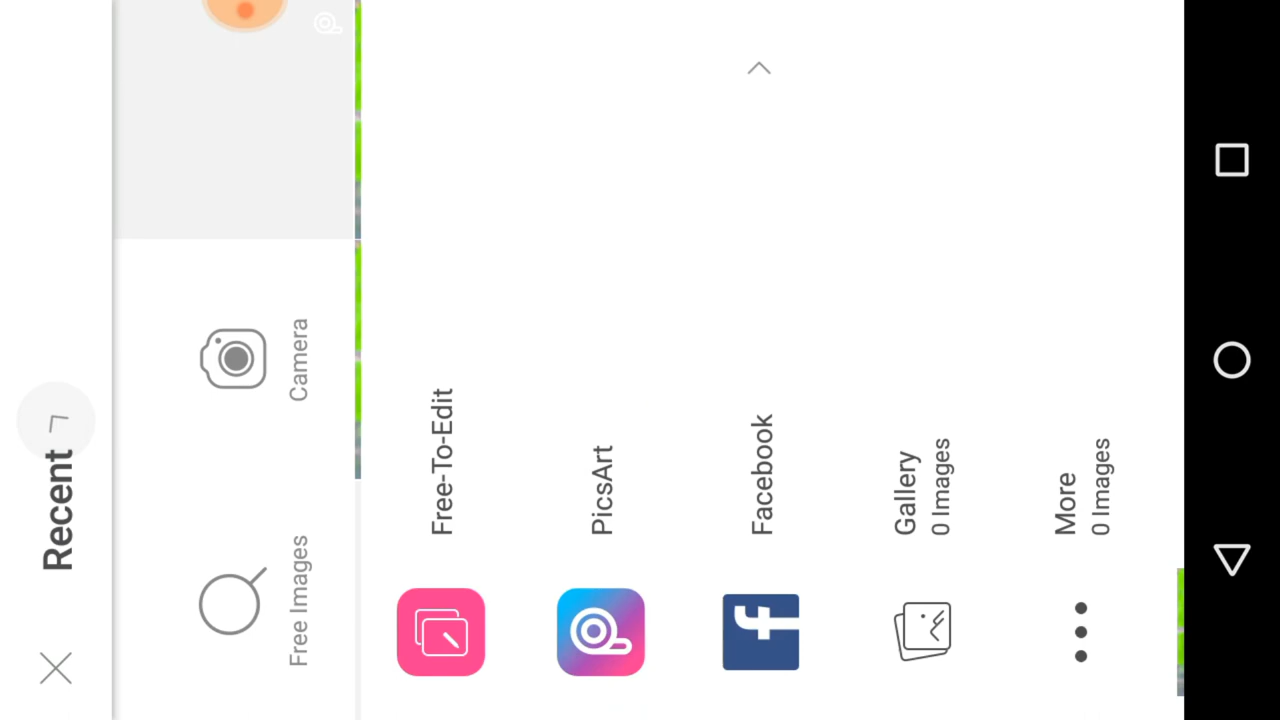 Recent
Free Images
Camera
Free-To-Edit
PicsArt
Facebook
Gallery
0 Images
More
0 Images